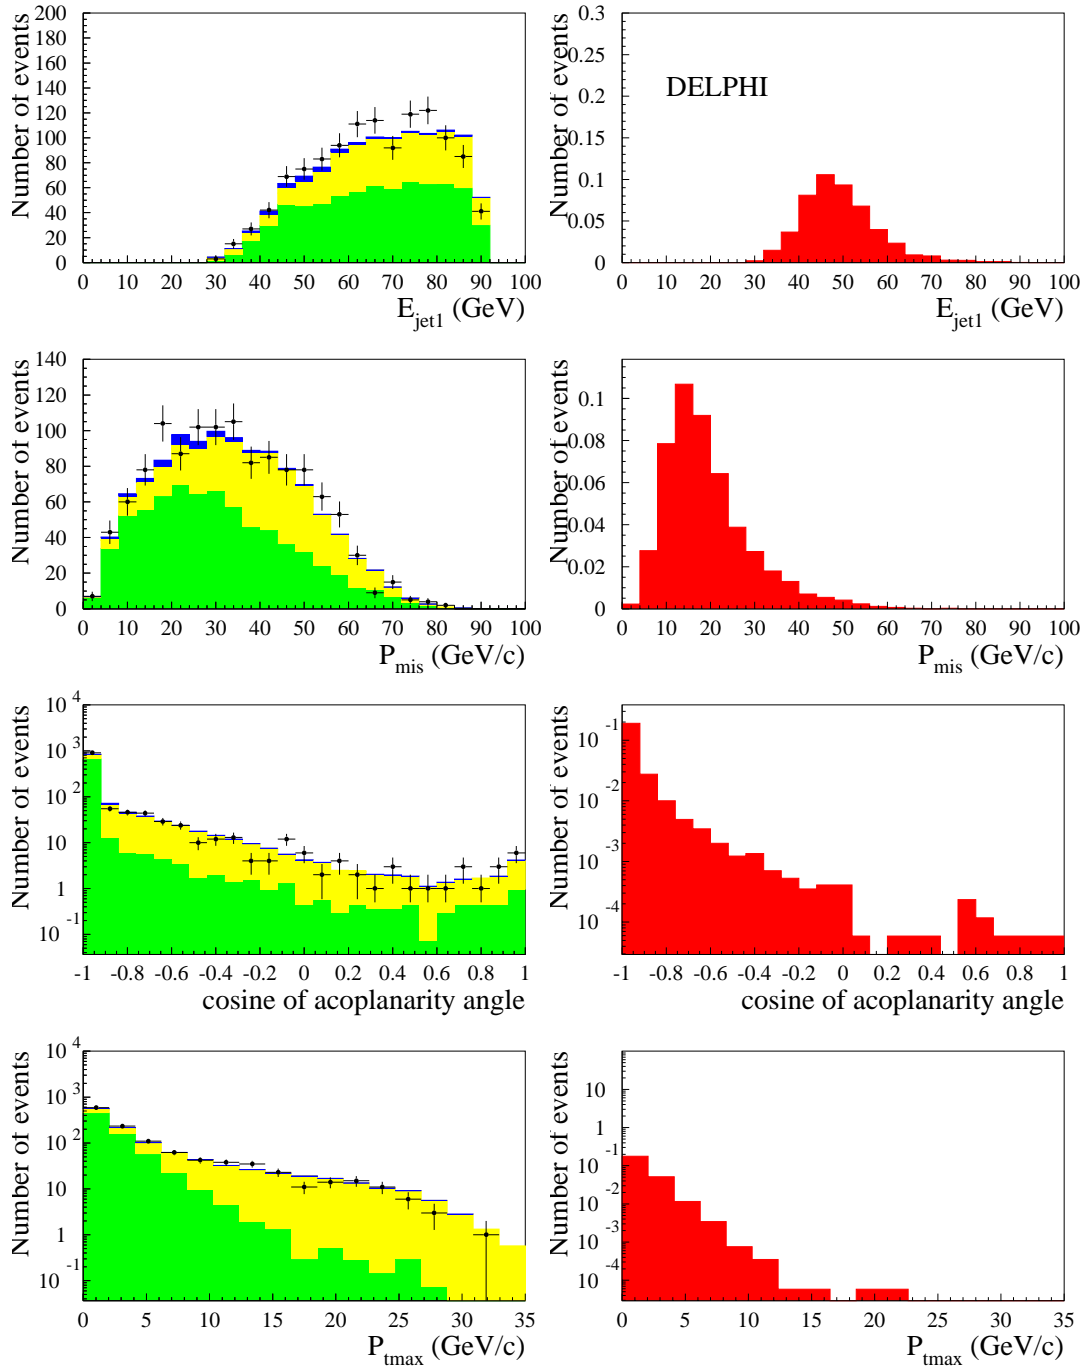 Number of events
200
180
160
140
120
100
80
60
40
20
0
0 10 20 30 40 50 60 70 80 90 100
E_jet1 (GeV)
Number of events
0.3
0.2
0.1
0
DELPHI
0 10 20 30 40 50 60 70 80 90 100
E_jet1 (GeV)
Number of events
140
120
100
80
60
40
20
0
0 10 20 30 40 50 60 70 80 90 100
P_mis (GeV/c)
Number of events
0.1
0.08
0.06
0.04
0.02
0
0 10 20 30 40 50 60 70 80 90 100
P_mis (GeV/c)
Number of events
10^4
10^3
10^2
10
1
10^-1
-1 -0.8 -0.6 -0.4 -0.2 0 0.2 0.4 0.6 0.8 1
cosine of acoplanarity angle
Number of events
10^-1
10^-2
10^-3
10^-4
-1 -0.8 -0.6 -0.4 -0.2 0 0.2 0.4 0.6 0.8 1
cosine of acoplanarity angle
Number of events
10^4
10^3
10^2
10
1
10^-1
0 5 10 15 20 25 30 35
P_tmax (GeV/c)
Number of events
10
1
10^-1
10^-2
10^-3
10^-4
0 5 10 15 20 25 30 35
P_tmax (GeV/c)